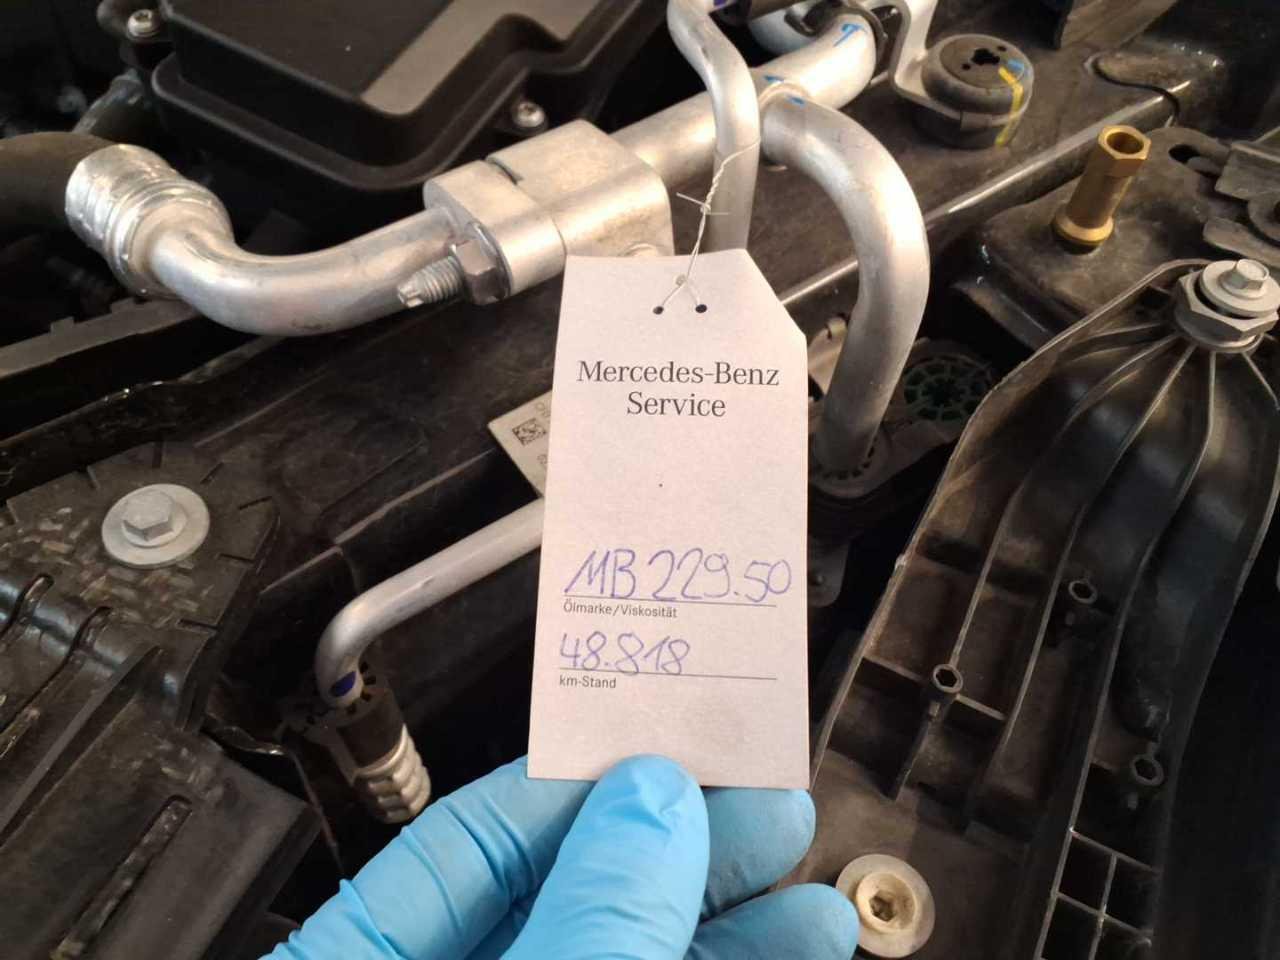 Mercedes-Benz
Service
MB 229.50
Ölmarke/Viskosität
48.818
km-Stand